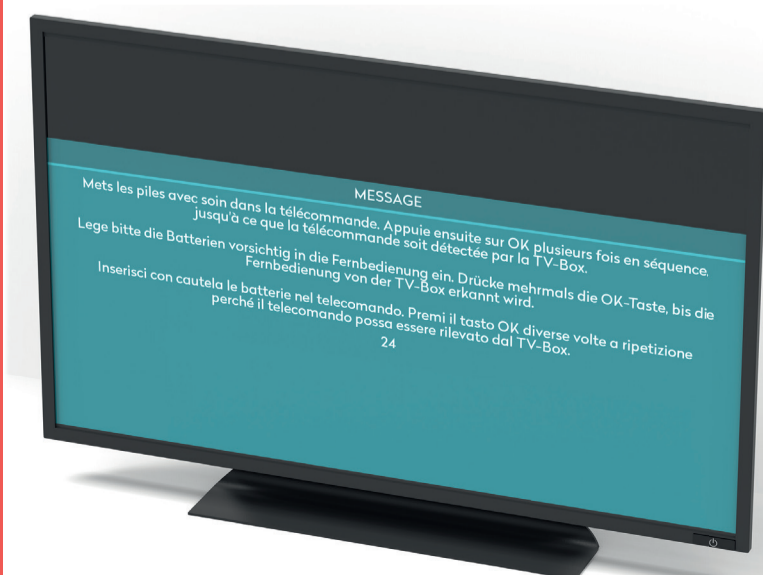 MESSAGE
Mets les piles avec soin dans la télécommande. Appuie ensuite sur OK plusieurs fois en séquence.
jusqu'à ce que la télécommande soit détectée par la TV-Box.
Lege bitte die Batterien vorsichtig in die Fernbedienung ein. Drücke mehrmals die OK-Taste, bis die
Fernbedienung von der TV-Box erkannt wird.
Inserisci con cautela le batterie nel telecomando. Premi il tasto OK diverse volte a ripetizione
perché il telecomando possa essere rilevato dal TV-Box.
24